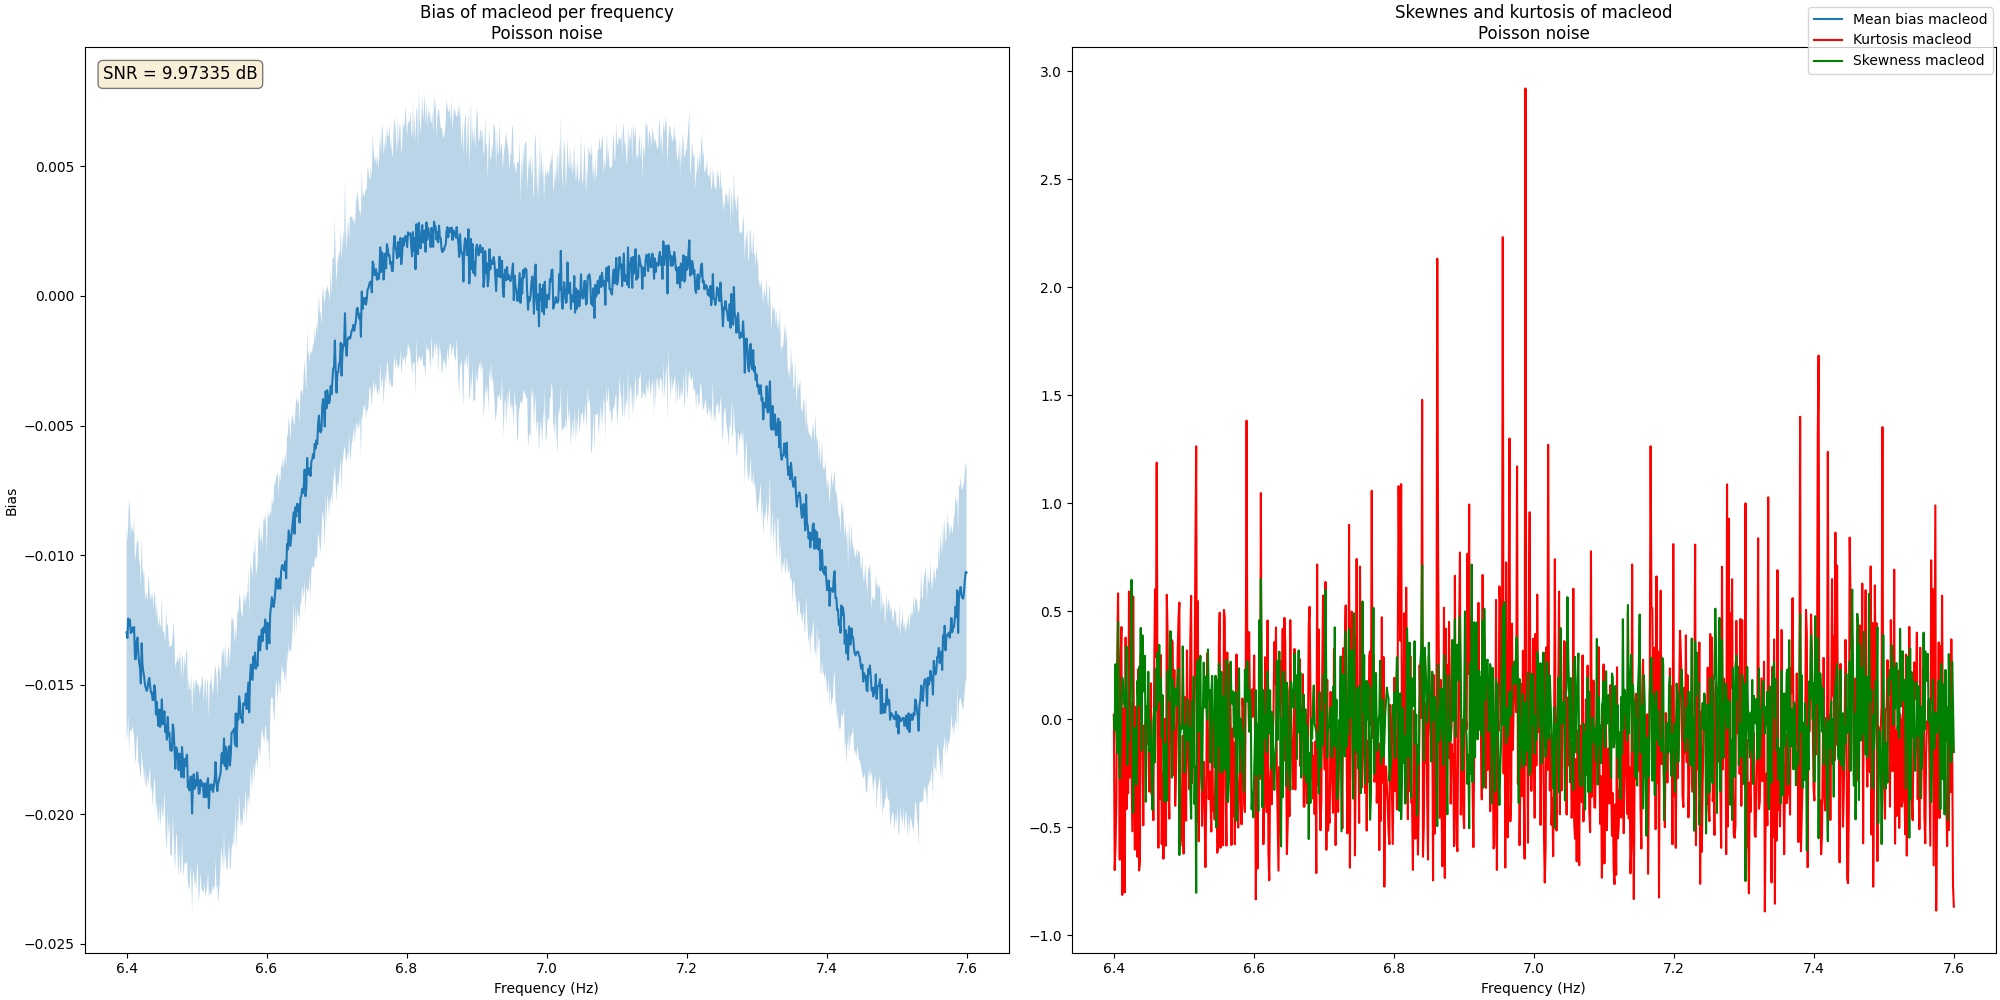 Bias of macleod per frequency
Poisson noise
SNR = 9.97335 dB
0.005
0.000
−0.005
−0.010
−0.015
−0.020
−0.025
Bias
6.4
6.6
6.8
7.0
7.2
7.4
7.6
Frequency (Hz)
Skewnes and kurtosis of macleod
Poisson noise
Mean bias macleod
Kurtosis macleod
Skewness macleod
3.0
2.5
2.0
1.5
1.0
0.5
0.0
−0.5
−1.0
6.4
6.6
6.8
7.0
7.2
7.4
7.6
Frequency (Hz)